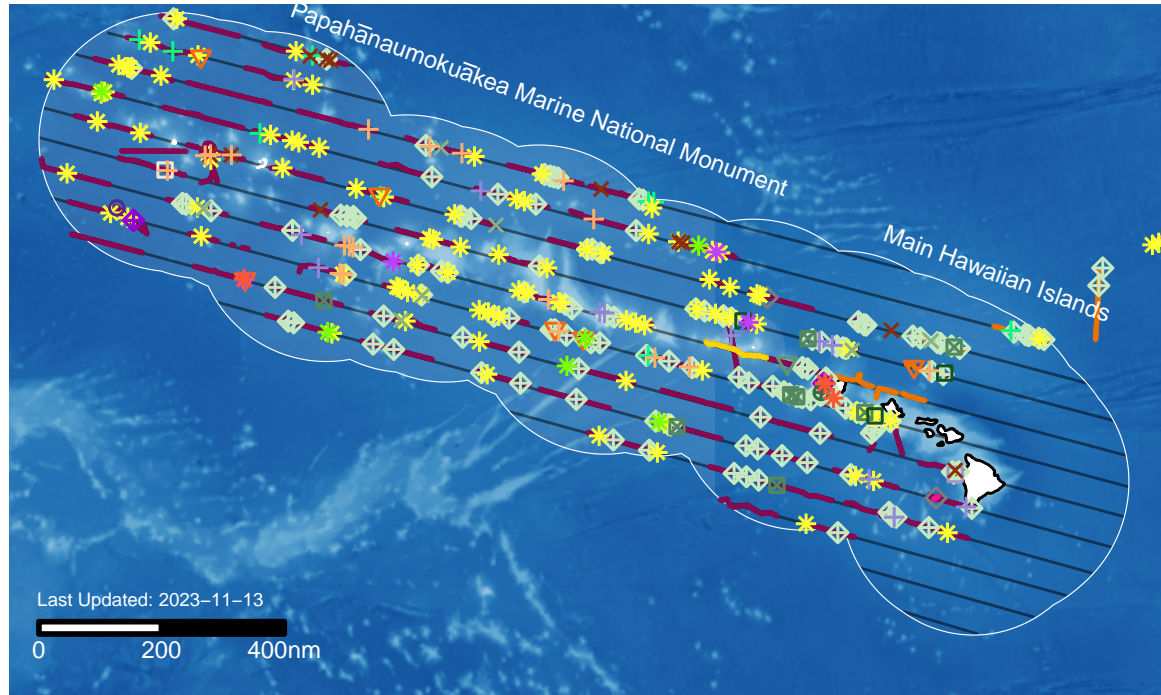 Papahānaumokuākea Marine National Monument
Main Hawaiian Islands
Last Updated: 2023–11–13
0 200 400nm